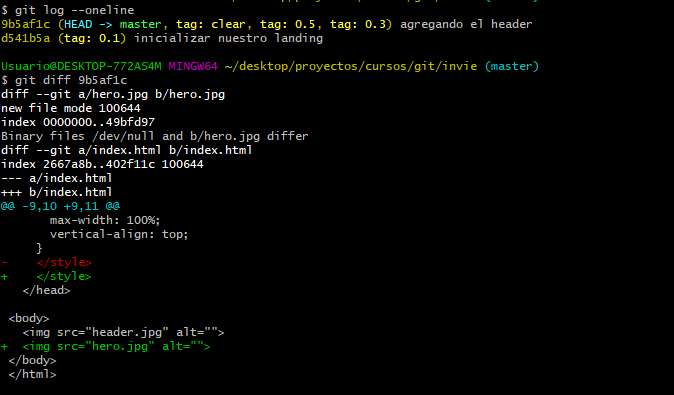 $ git log --oneline
9b5af1c (HEAD -> master, tag: clear, tag: 0.5, tag: 0.3) agregando el header
d541b5a (tag: 0.1) inicializar nuestro landing
Usuario@DESKTOP-772AS4M MINGW64 ~/desktop/proyectos/cursos/git/invie (master)
$ git diff 9b5af1c
diff --git a/hero.jpg b/hero.jpg
new file mode 100644
index 0000000..49bfd97
Binary files /dev/null and b/hero.jpg differ
diff --git a/index.html b/index.html
index 2667a8b..402f11c 100644
--- a/index.html
+++ b/index.html
@@ -9,10 +9,11 @@
max-width: 100%;
vertical-align: top;
}
-    </style>
+    </style>
</head>
<body>
<img src="header.jpg" alt="">
+  <img src="hero.jpg" alt="">
</body>
</html>